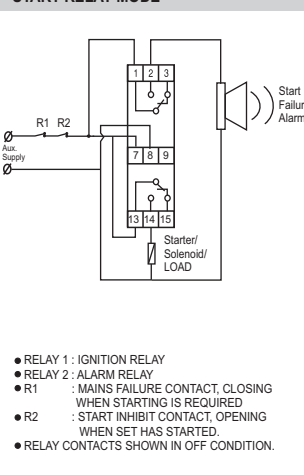 START RELAY MODE
1 2 3
Start
Failur
Alarm
R1 R2
Aux.
Supply
7 8 9
13 14 15
Starter/
Solenoid/
LOAD
● RELAY 1 : IGNITION RELAY
● RELAY 2 : ALARM RELAY
● R1 : MAINS FAILURE CONTACT, CLOSING
WHEN STARTING IS REQUIRED
● R2 : START INHIBIT CONTACT, OPENING
WHEN SET HAS STARTED.
● RELAY CONTACTS SHOWN IN OFF CONDITION.